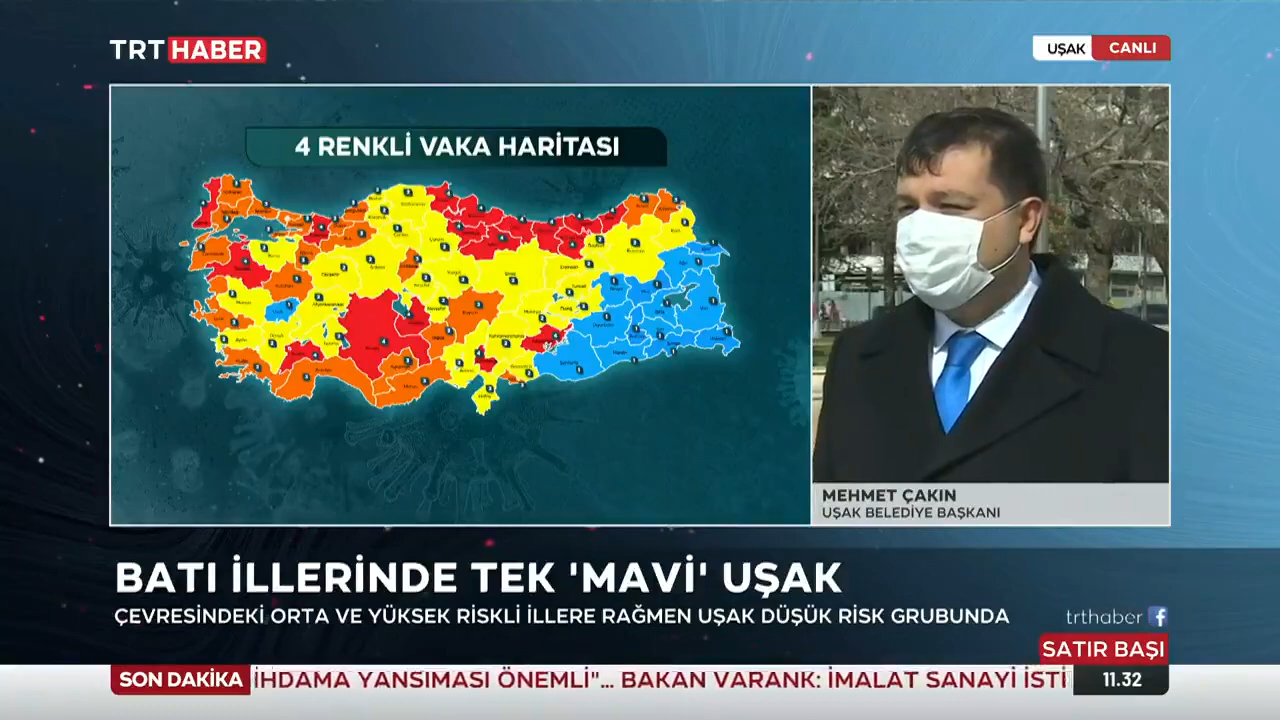 TRT HABER
UŞAK CANLI
4 RENKLİ VAKA HARİTASI
MEHMET ÇAKIN
UŞAK BELEDİYE BAŞKANI
BATI İLLERİNDE TEK 'MAVİ' UŞAK
ÇEVRESİNDEKİ ORTA VE YÜKSEK RİSKLİ İLLERE RAĞMEN UŞAK DÜŞÜK RİSK GRUBUNDA
trthaber
SATIR BAŞI
SON DAKİKA İHDAMA YANSIMASI ÖNEMLİ"... BAKAN VARANK: İMALAT SANAYİ İSTİ 11.32